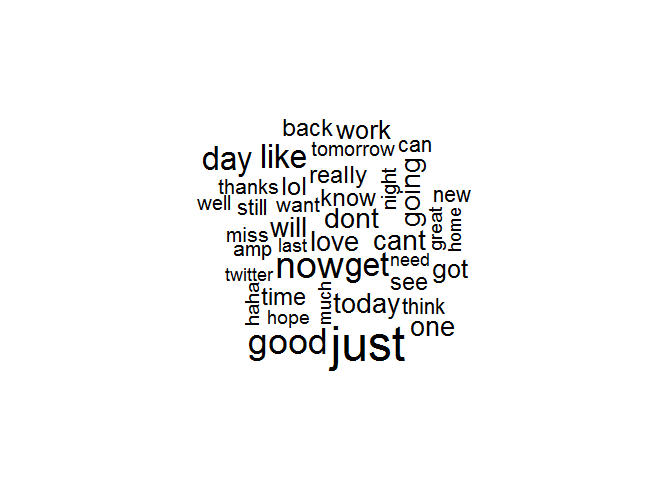 back work
day like tomorrow can
thanks lol really night going
well still want know new
miss will dont great home
amp last love cant
twitter now get need got
haha time much today see think
hope one
good just